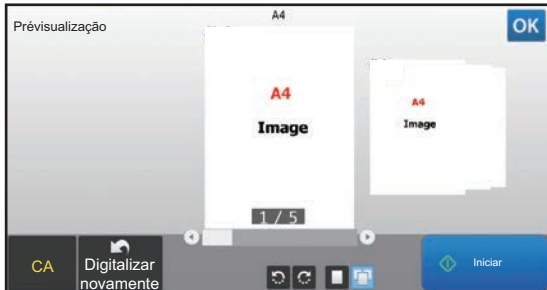 A4
Prévisualização
OK
A4
Image
A4
Image
1 / 5
CA
Digitalizar
novamente
Iniciar